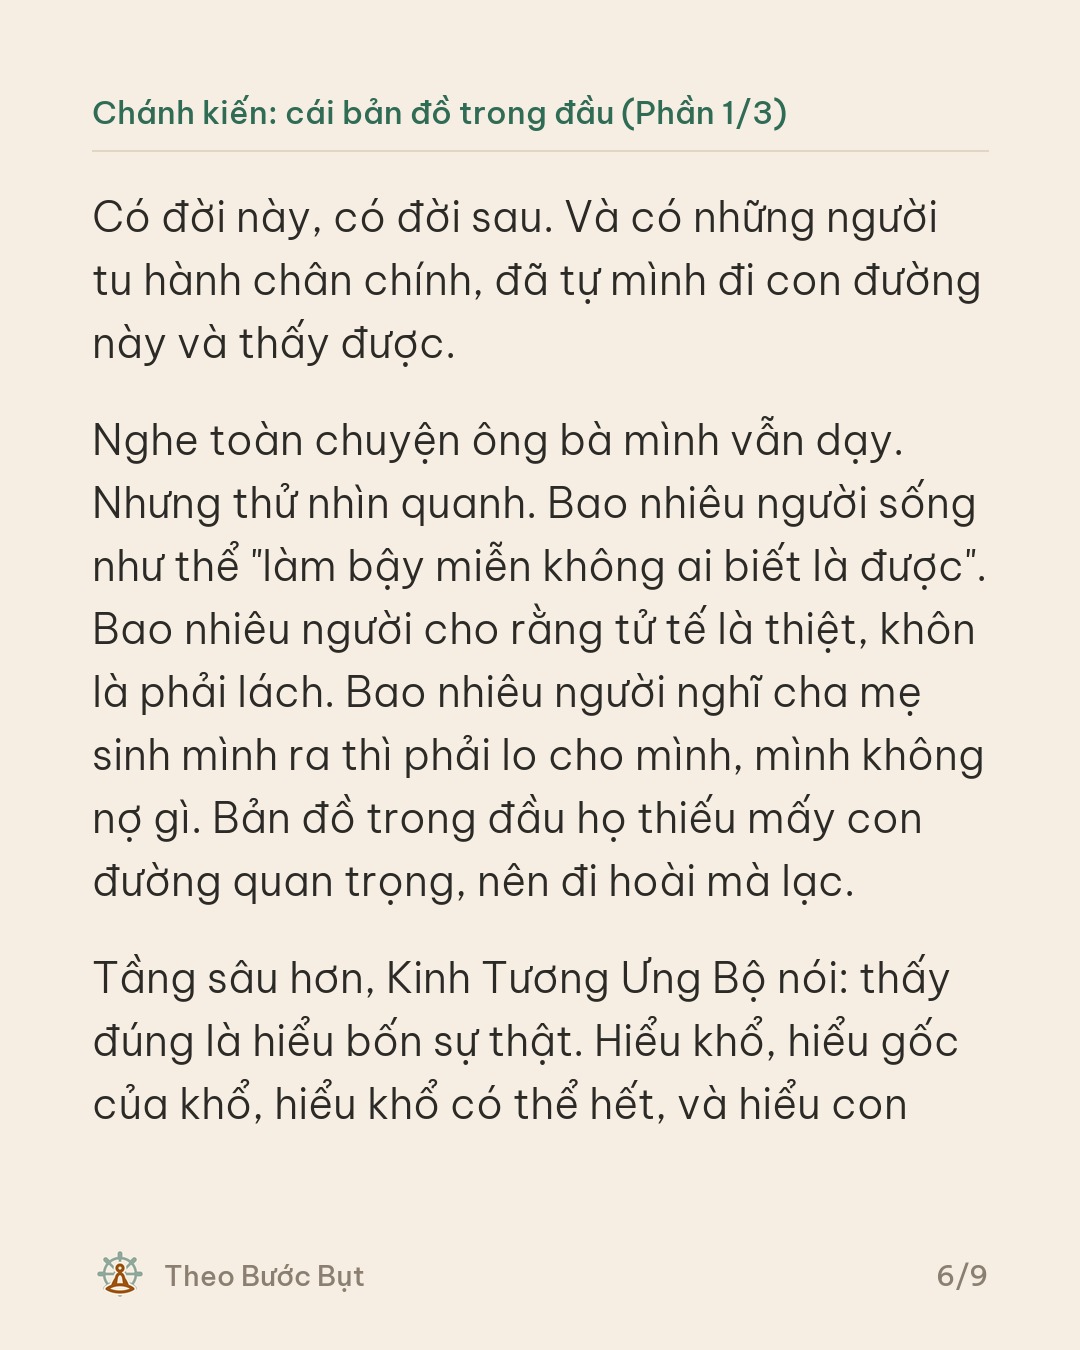 Chánh kiến: cái bản đồ trong đầu (Phần 1/3)
Có đời này, có đời sau. Và có những người
tu hành chân chính, đã tự mình đi con đường
này và thấy được.
Nghe toàn chuyện ông bà mình vẫn dạy.
Nhưng thử nhìn quanh. Bao nhiêu người sống
như thể "làm bậy miễn không ai biết là được".
Bao nhiêu người cho rằng tử tế là thiệt, khôn
là phải lách. Bao nhiêu người nghĩ cha mẹ
sinh mình ra thì phải lo cho mình, mình không
nợ gì. Bản đồ trong đầu họ thiếu mấy con
đường quan trọng, nên đi hoài mà lạc.
Tầng sâu hơn, Kinh Tương Ưng Bộ nói: thấy
đúng là hiểu bốn sự thật. Hiểu khổ, hiểu gốc
của khổ, hiểu khổ có thể hết, và hiểu con
Theo Bước Bụt
6/9